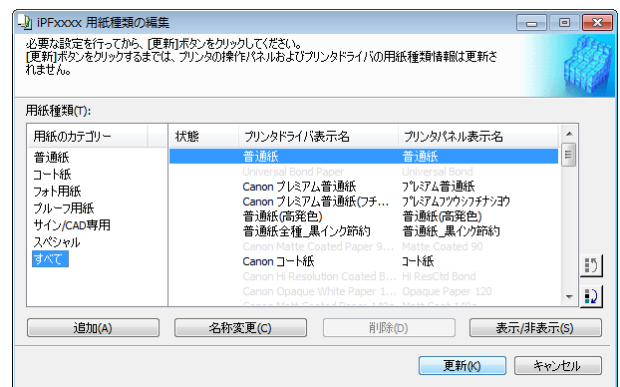 iPFxxxx 用紙種類の編集
必要な設定を行ってから、[更新]ボタンをクリックしてください。
[更新]ボタンをクリックするまでは、プリンタの操作パネルおよびプリンタドライバの用紙種類情報は更新さ
れません。
用紙種類(T):
用紙のカテゴリー 状態 プリンタドライバ表示名 プリンタパネル表示名
普通紙 普通紙 普通紙
コート紙 Universal Bond Paper Universal Bond
フォト用紙 Canon プレミアム普通紙 プレミアム普通紙
プルーフ用紙 Canon プレミアム普通紙(フチ... プレミアムフツウシフチナシヨウ
サイン/CAD専用 普通紙(高発色) 普通紙(高発色)
スペシャル 普通紙全種_黒インク節約 普通紙_黒インク節約
すべて Canon Matte Coated Paper 9... Matte Coated 90
Canon コート紙 コート紙
Canon Hi Resolution Coated B... Hi ResCtd Bond
Canon Opaque White Paper 1... Opaque Paper 120
追加(A) 名称変更(C) 削除(D) 表示/非表示(S)
更新(K) キャンセル